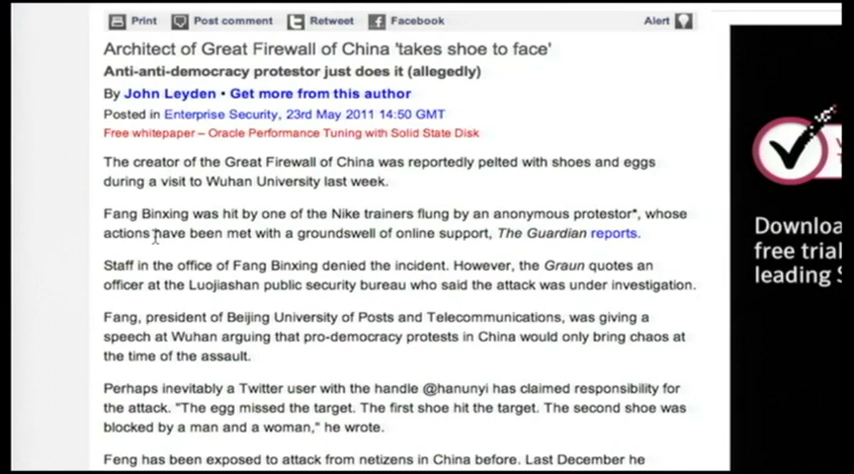 Print Post comment Retweet Facebook Alert
Architect of Great Firewall of China 'takes shoe to face'
Anti-anti-democracy protestor just does it (allegedly)
By John Leyden • Get more from this author
Posted in Enterprise Security, 23rd May 2011 14:50 GMT
Free whitepaper – Oracle Performance Tuning with Solid State Disk
The creator of the Great Firewall of China was reportedly pelted with shoes and eggs
during a visit to Wuhan University last week.
Fang Binxing was hit by one of the Nike trainers flung by an anonymous protestor*, whose
actions have been met with a groundswell of online support, The Guardian reports.
Staff in the office of Fang Binxing denied the incident. However, the Graun quotes an
officer at the Luojiashan public security bureau who said the attack was under investigation.
Fang, president of Beijing University of Posts and Telecommunications, was giving a
speech at Wuhan arguing that pro-democracy protests in China would only bring chaos at
the time of the assault.
Perhaps inevitably a Twitter user with the handle @hanunyi has claimed responsibility for
the attack. "The egg missed the target. The first shoe hit the target. The second shoe was
blocked by a man and a woman," he wrote.
Feng has been exposed to attack from netizens in China before. Last December he
free trial
leading